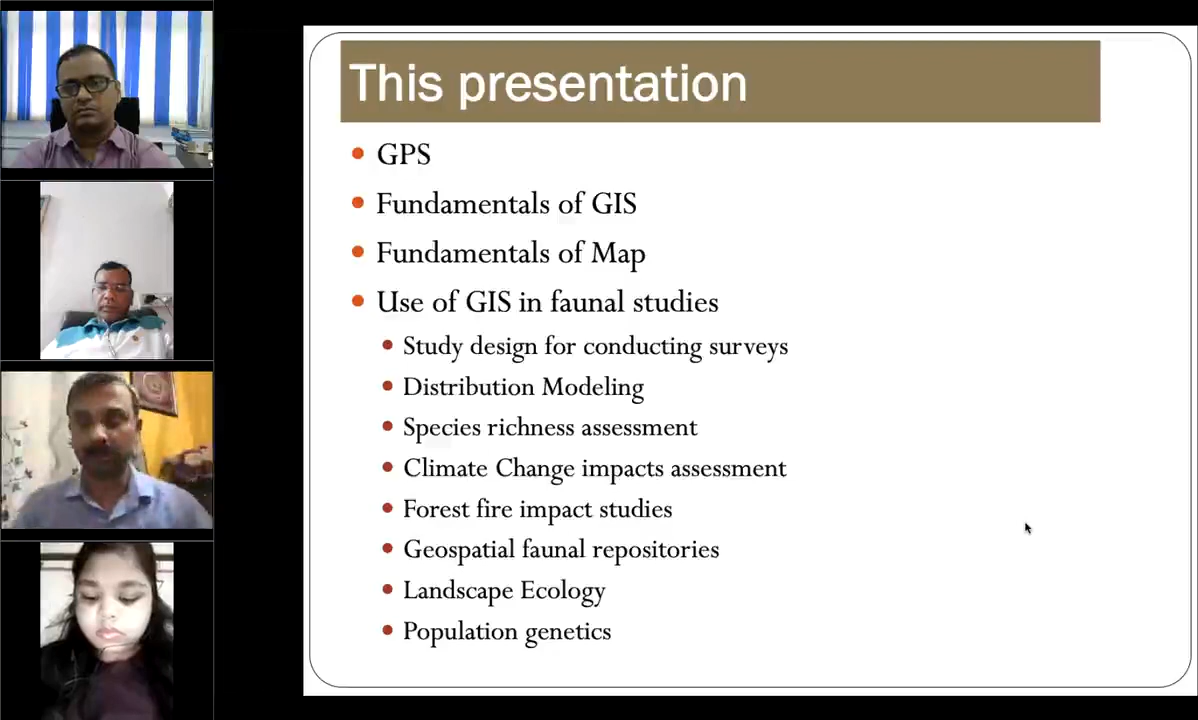 This presentation
GPS
Fundamentals of GIS
Fundamentals of Map
Use of GIS in faunal studies
Study design for conducting surveys
Distribution Modeling
Species richness assessment
Climate Change impacts assessment
Forest fire impact studies
Geospatial faunal repositories
Landscape Ecology
Population genetics